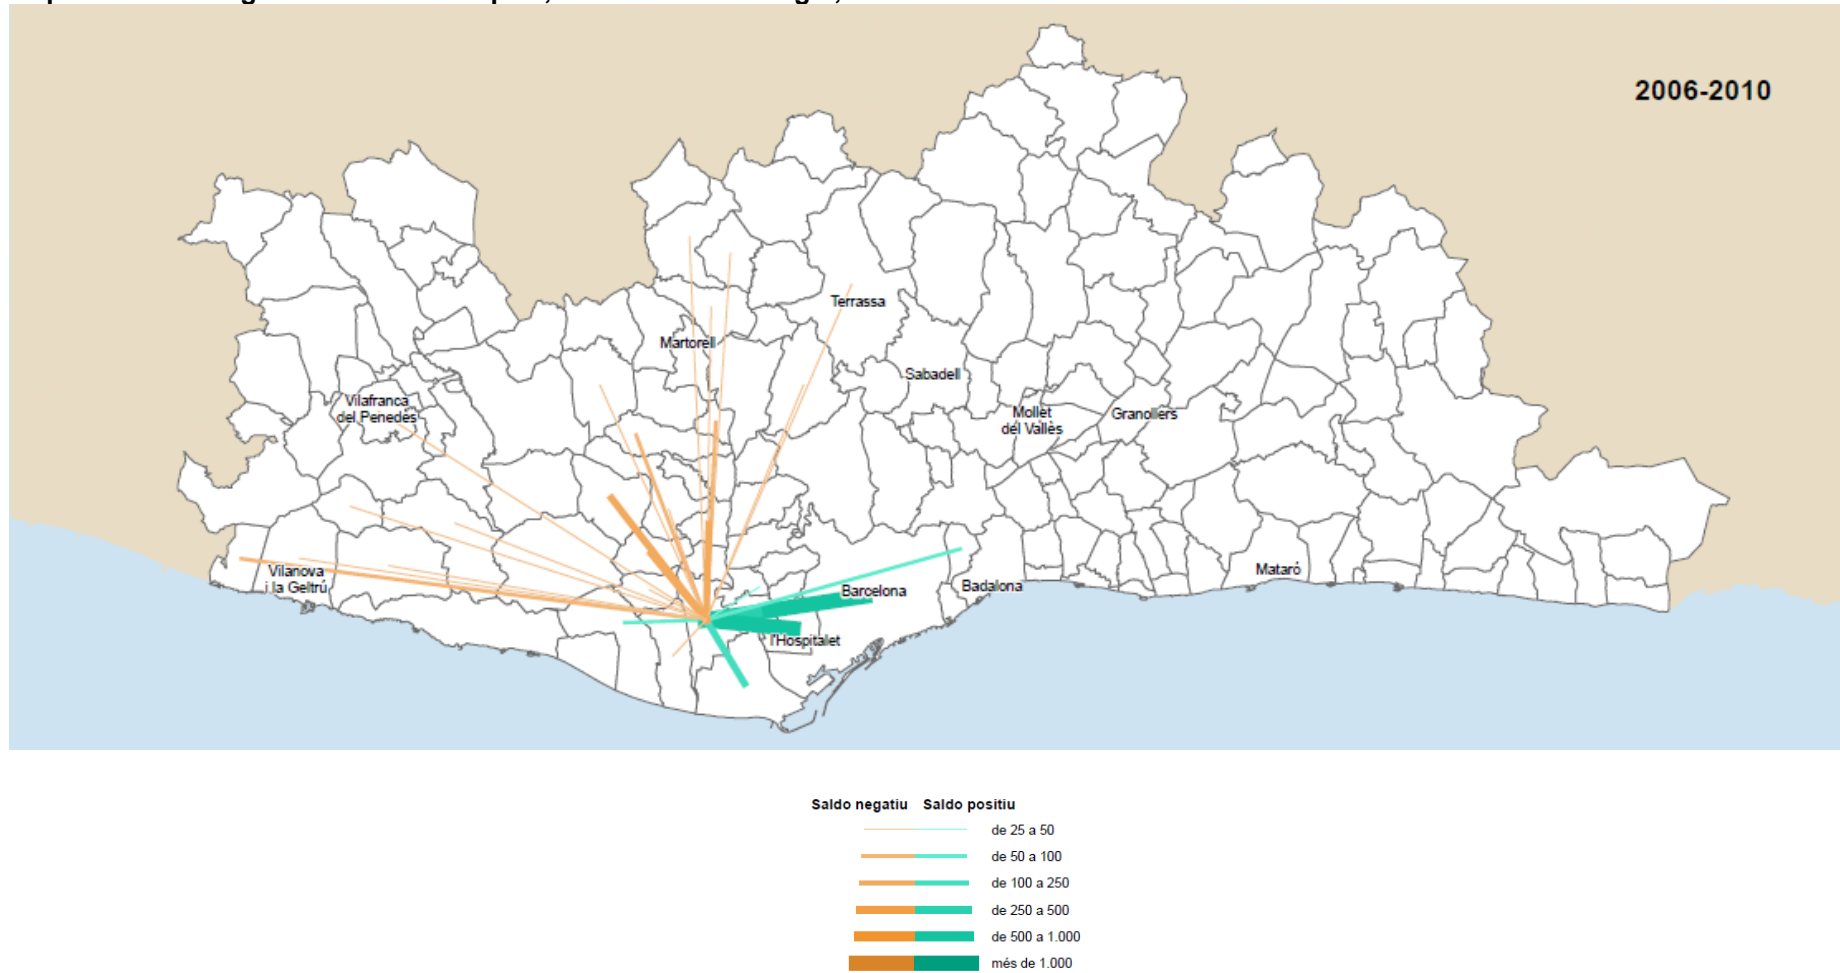 2006-2010
Terrassa
Martorell
Sabadell
Vilafranca
del Penedès
Mollet
del Vallès
Granollers
Vilanova
i la Geltrú
Barcelona
Badalona
Mataró
l'Hospitalet
Saldo negatiu Saldo positiu
de 25 a 50
de 50 a 100
de 100 a 250
de 250 a 500
de 500 a 1.000
més de 1.000